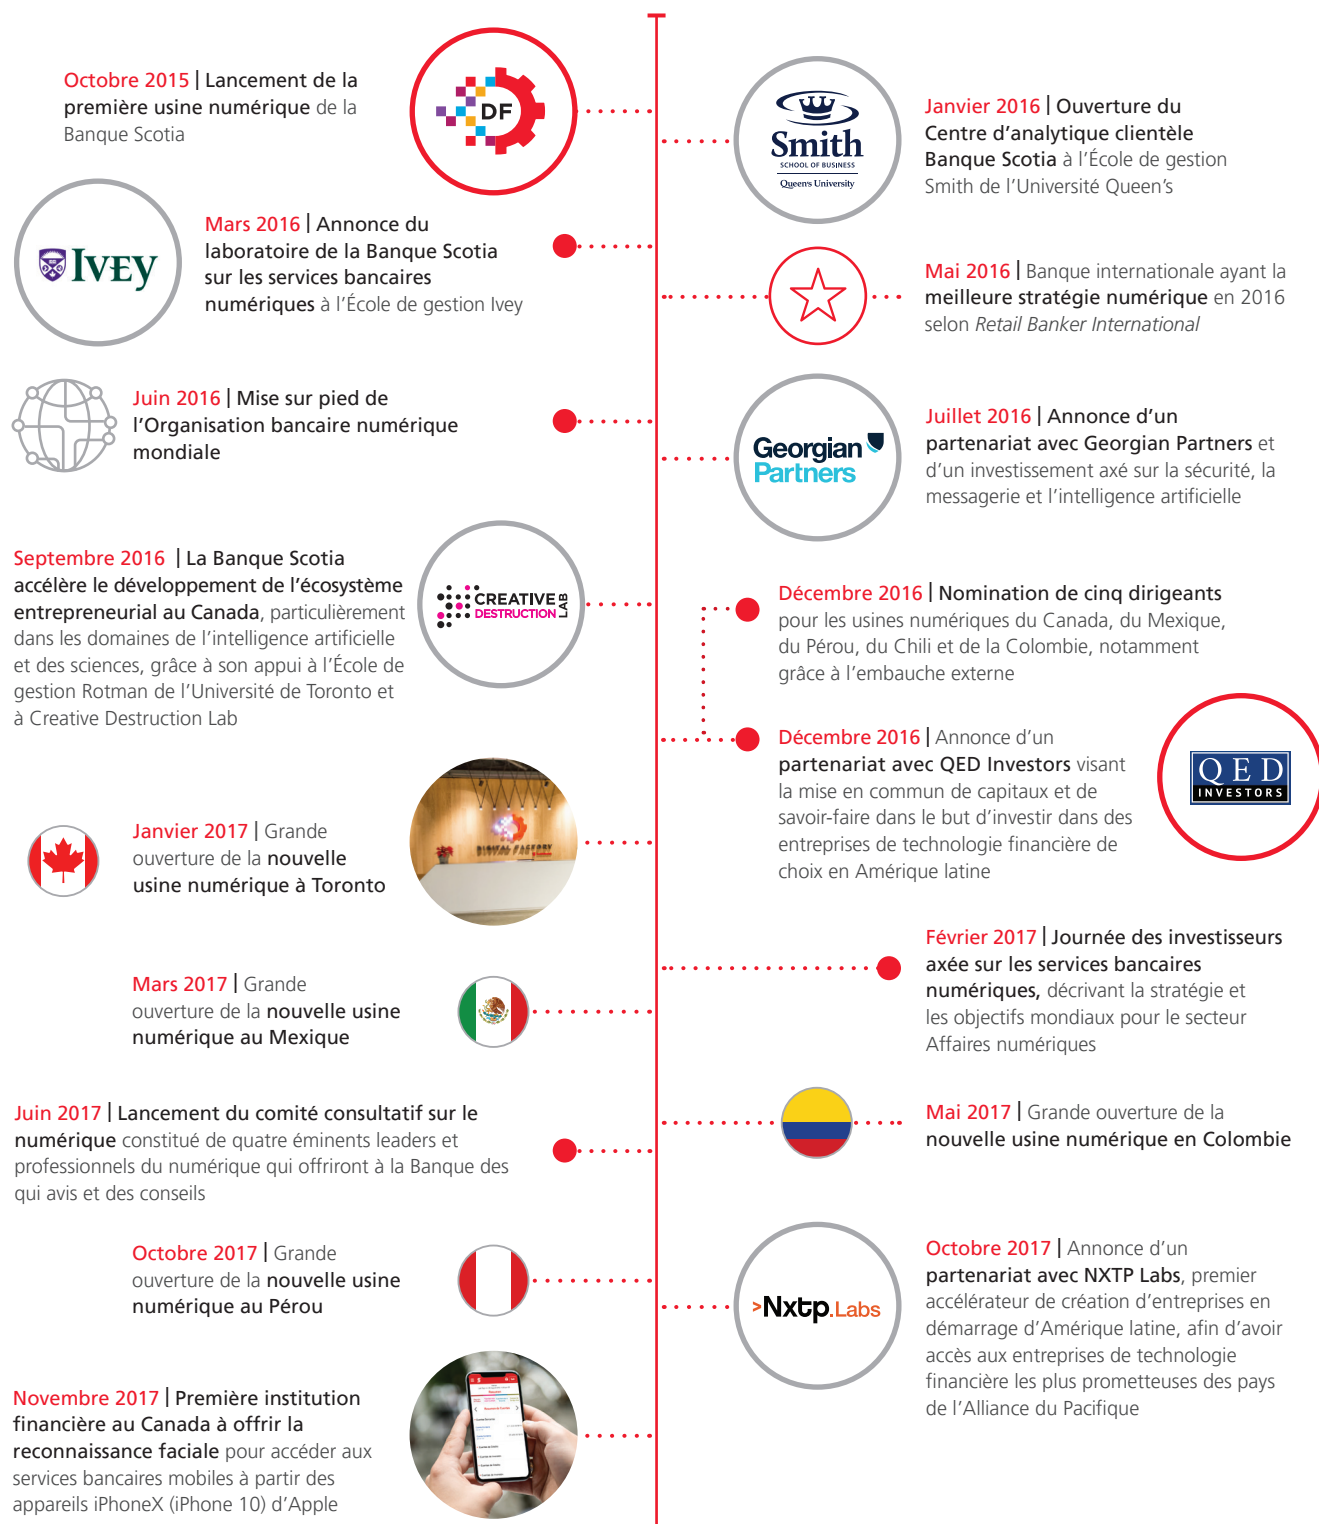 Octobre 2015 | Lancement de la
première usine numérique de la
Banque Scotia
DF
Smith
SCHOOL OF BUSINESS
Queen's University
Janvier 2016 | Ouverture du
Centre d’analytique clientèle
Banque Scotia à l’École de gestion
Smith de l’Université Queen’s
IVEY
Mars 2016 | Annonce du
laboratoire de la Banque Scotia
sur les services bancaires
numériques à l’École de gestion Ivey
Mai 2016 | Banque internationale ayant la
meilleure stratégie numérique en 2016
selon Retail Banker International
Juin 2016 | Mise sur pied de
l’Organisation bancaire numérique
mondiale
Georgian
Partners
Juillet 2016 | Annonce d’un
partenariat avec Georgian Partners et
d’un investissement axé sur la sécurité, la
messagerie et l’intelligence artificielle
Septembre 2016 | La Banque Scotia
accélère le développement de l’écosystème
entrepreneurial au Canada, particulièrement
dans les domaines de l’intelligence artificielle
et des sciences, grâce à son appui à l’École de
gestion Rotman de l’Université de Toronto et
à Creative Destruction Lab
CREATIVE
DESTRUCTION
LAB
Décembre 2016 | Nomination de cinq dirigeants
pour les usines numériques du Canada, du Mexique,
du Pérou, du Chili et de la Colombie, notamment
grâce à l’embauche externe
Décembre 2016 | Annonce d’un
partenariat avec QED Investors visant
la mise en commun de capitaux et de
savoir-faire dans le but d’investir dans des
entreprises de technologie financière de
choix en Amérique latine
QED
INVESTORS
Janvier 2017 | Grande
ouverture de la nouvelle
usine numérique à Toronto
DIGITAL FACTORY
Février 2017 | Journée des investisseurs
axée sur les services bancaires
numériques, décrivant la stratégie et
les objectifs mondiaux pour le secteur
Affaires numériques
Mars 2017 | Grande
ouverture de la nouvelle usine
numérique au Mexique
Mai 2017 | Grande ouverture de la
nouvelle usine numérique en Colombie
Juin 2017 | Lancement du comité consultatif sur le
numérique constitué de quatre éminents leaders et
professionnels du numérique qui offriront à la Banque des
qui avis et des conseils
Octobre 2017 | Grande
ouverture de la nouvelle usine
numérique au Pérou
>Nxtp.Labs
Octobre 2017 | Annonce d’un
partenariat avec NXTP Labs, premier
accélérateur de création d’entreprises en
démarrage d’Amérique latine, afin d’avoir
accès aux entreprises de technologie
financière les plus prometteuses des pays
de l’Alliance du Pacifique
Novembre 2017 | Première institution
financière au Canada à offrir la
reconnaissance faciale pour accéder aux
services bancaires mobiles à partir des
appareils iPhoneX (iPhone 10) d’Apple